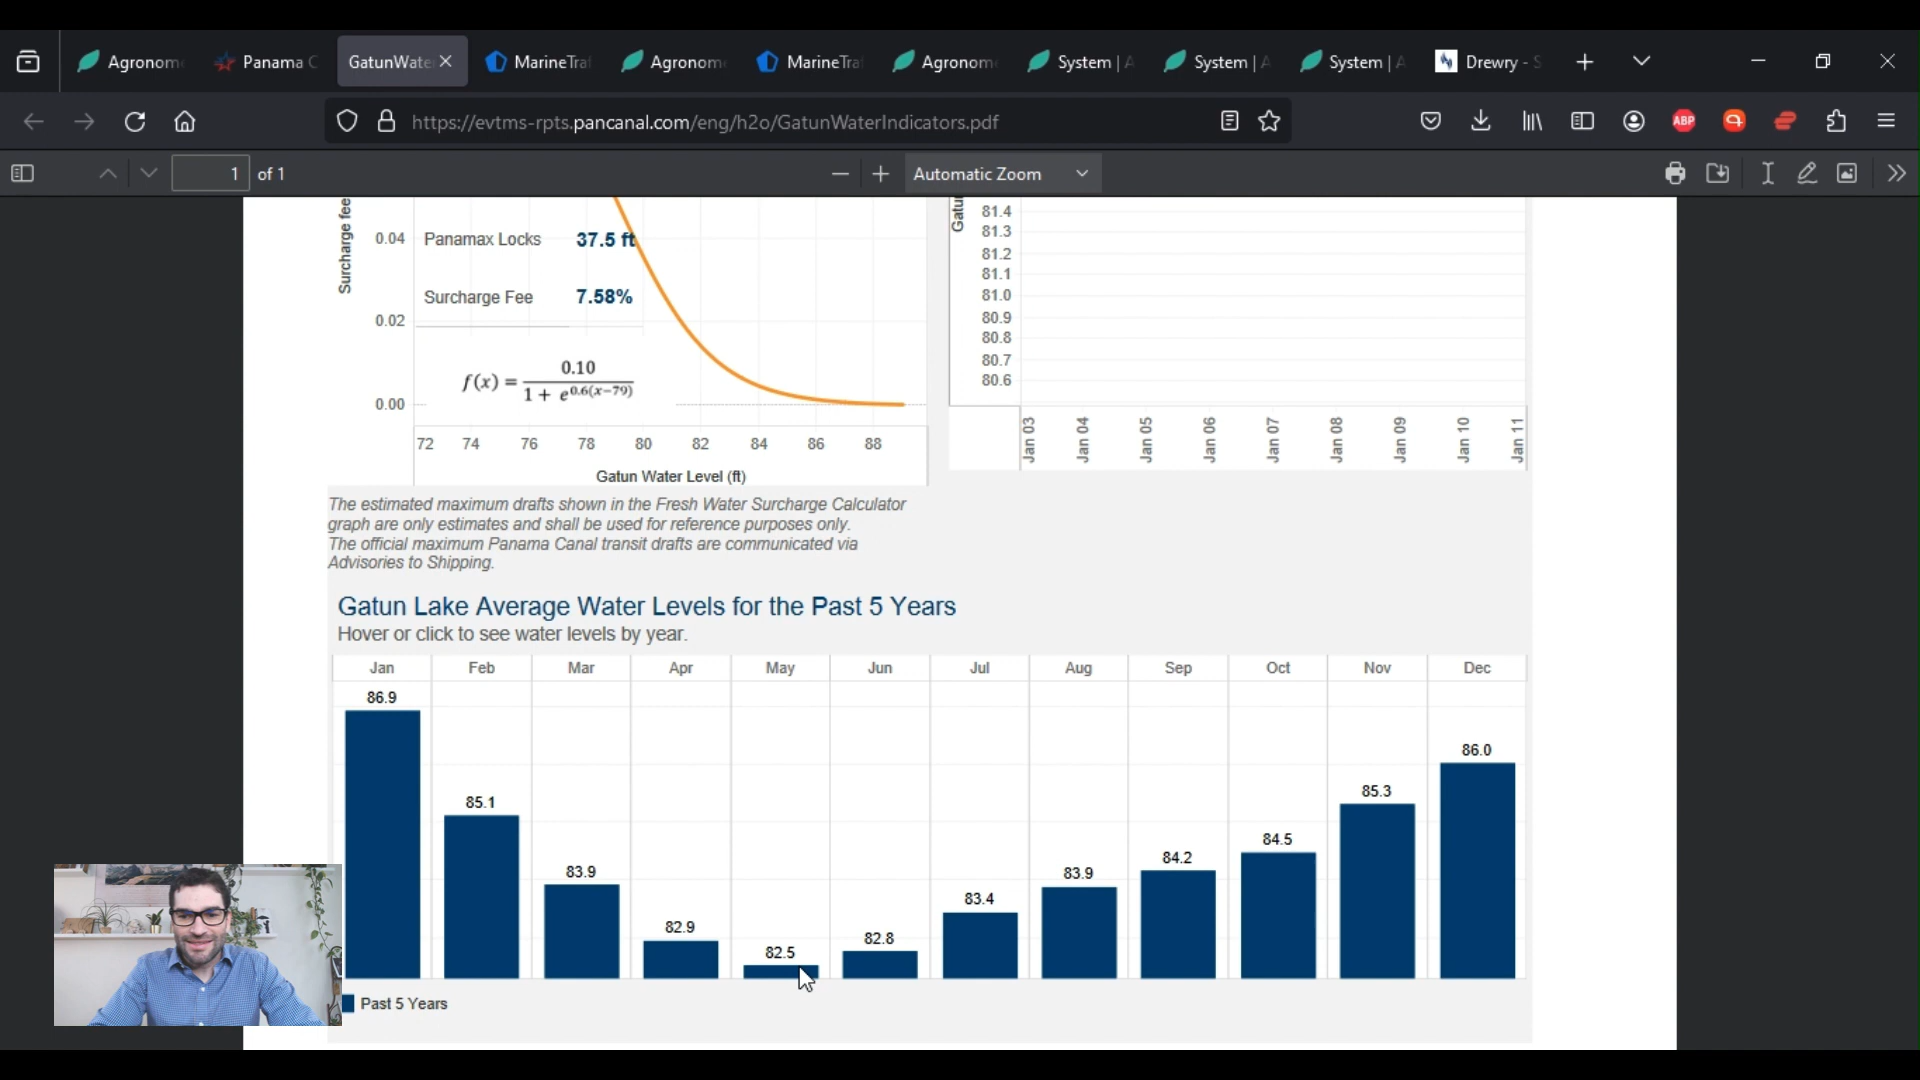 Agronome
Panama C
GatunWate
MarineTraf
Agronome
MarineTraf
Agronome
System | A
System | A
System | A
Drewry - S
https://evtms-rpts.pancanal.com/eng/h2o/GatunWaterIndicators.pdf
ABP
1 of 1
Automatic Zoom
Surcharge fee
0.04
0.02
0.00
Panamax Locks 37.5 ft
Surcharge Fee 7.58%
f(x) = 0.10 / 1 + e^0.6(x−79)
72 74 76 78 80 82 84 86 88
Gatun Water Level (ft)
Gatu
81.4
81.3
81.2
81.1
81.0
80.9
80.8
80.7
80.6
Jan 03 Jan 04 Jan 05 Jan 06 Jan 07 Jan 08 Jan 09 Jan 10 Jan 11
The estimated maximum drafts shown in the Fresh Water Surcharge Calculator
graph are only estimates and shall be used for reference purposes only.
The official maximum Panama Canal transit drafts are communicated via
Advisories to Shipping.
Gatun Lake Average Water Levels for the Past 5 Years
Hover or click to see water levels by year.
Jan Feb Mar Apr May Jun Jul Aug Sep Oct Nov Dec
86.9 85.1 83.9 82.9 82.5 82.8 83.4 83.9 84.2 84.5 85.3 86.0
Past 5 Years